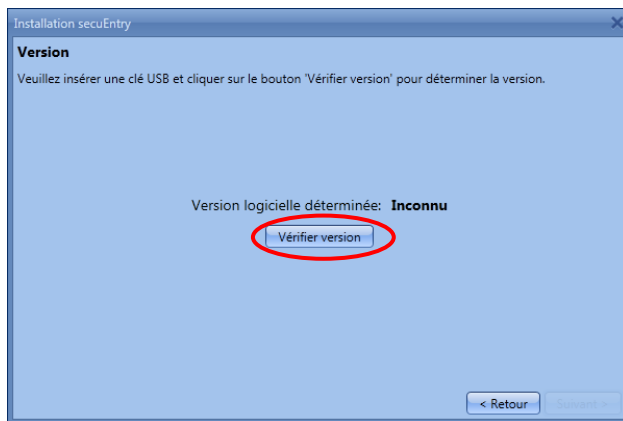 Installation secuEntry
Version
Veuillez insérer une clé USB et cliquer sur le bouton 'Vérifier version' pour déterminer la version.
Version logicielle déterminée: Inconnu
Vérifier version
< Retour Suivant >